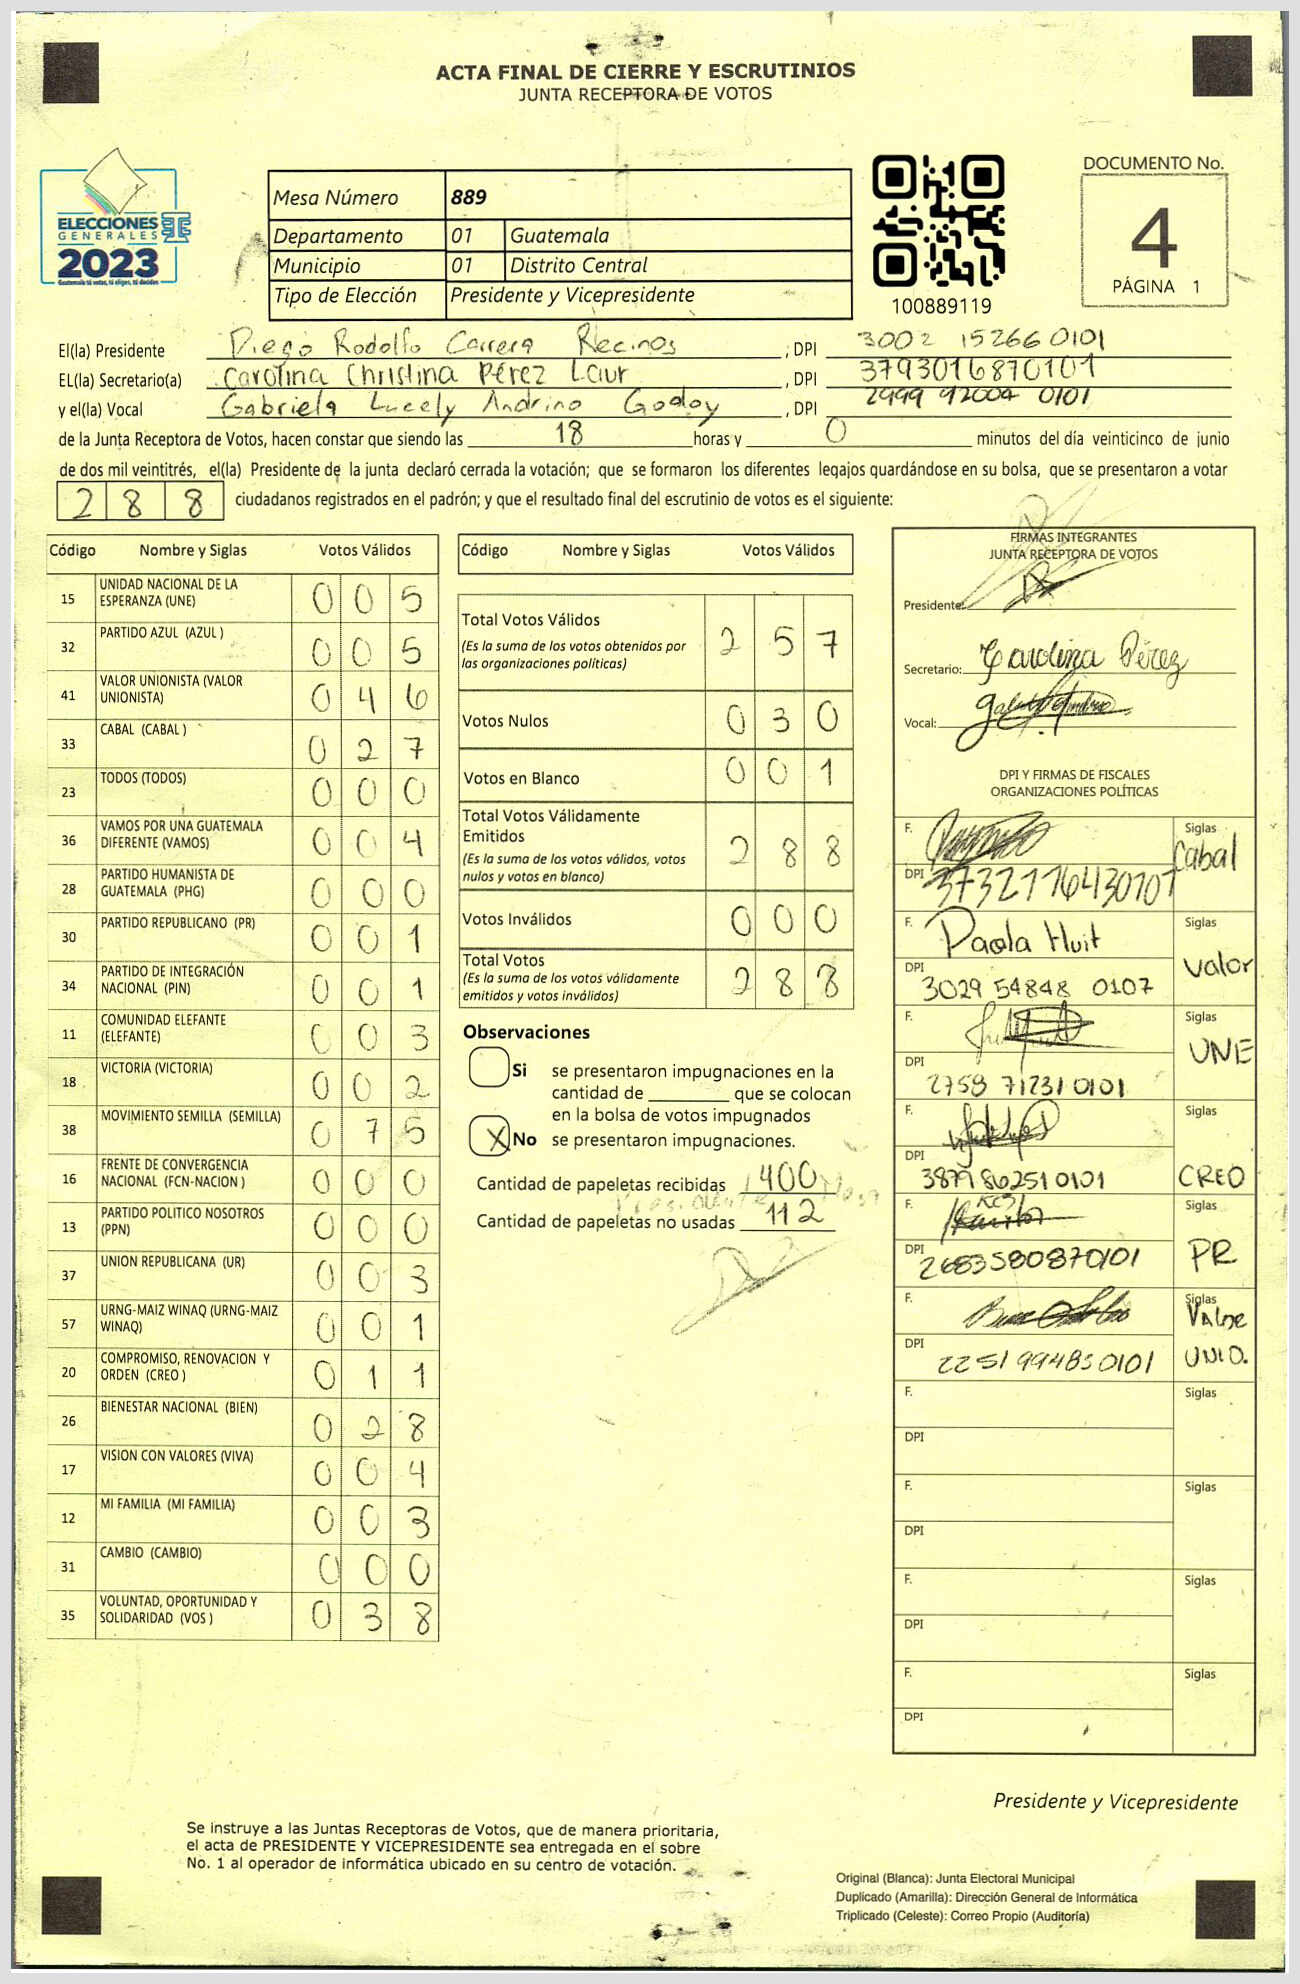 ACTA FINAL DE CIERRE Y ESCRUTINIOS
JUNTA RECEPTORA DE VOTOS
ELECCIONES
GENERALES
2023
Guatemala tú votas, tú eliges, tú decides
Mesa Número 889
Departamento 01 Guatemala
Municipio 01 Distrito Central
Tipo de Elección Presidente y Vicepresidente
100889119
DOCUMENTO No.
4
PÁGINA 1
El(la) Presidente Diego Rodolfo Carrera Recinos ; DPI 3002 15266 0101
EL(la) Secretario(a) Carolina Christina Pérez Laur , DPI 3793016870101
y el(la) Vocal Gabriela Lucely Andrino Godoy , DPI 2999 92004 0101
de la Junta Receptora de Votos, hacen constar que siendo las 18 horas y 0 minutos del día veinticinco de junio
de dos mil veintitrés, el(la) Presidente de la junta declaró cerrada la votación; que se formaron los diferentes legajos guardándose en su bolsa, que se presentaron a votar
288 ciudadanos registrados en el padrón; y que el resultado final del escrutinio de votos es el siguiente:
Código Nombre y Siglas Votos Válidos
15 UNIDAD NACIONAL DE LA
ESPERANZA (UNE) 0 0 5
32 PARTIDO AZUL (AZUL ) 0 0 5
41 VALOR UNIONISTA (VALOR
UNIONISTA) 0 4 6
33 CABAL (CABAL ) 0 2 7
23 TODOS (TODOS) 0 0 0
36 VAMOS POR UNA GUATEMALA
DIFERENTE (VAMOS) 0 0 4
28 PARTIDO HUMANISTA DE
GUATEMALA (PHG) 0 0 0
30 PARTIDO REPUBLICANO (PR) 0 0 1
34 PARTIDO DE INTEGRACIÓN
NACIONAL (PIN) 0 0 1
11 COMUNIDAD ELEFANTE
(ELEFANTE) 0 0 3
18 VICTORIA (VICTORIA) 0 0 2
38 MOVIMIENTO SEMILLA (SEMILLA) 0 7 5
16 FRENTE DE CONVERGENCIA
NACIONAL (FCN-NACION ) 0 0 0
13 PARTIDO POLITICO NOSOTROS
(PPN) 0 0 0
37 UNION REPUBLICANA (UR) 0 0 3
57 URNG-MAIZ WINAQ (URNG-MAIZ
WINAQ) 0 0 1
20 COMPROMISO, RENOVACION Y
ORDEN (CREO ) 0 1 1
26 BIENESTAR NACIONAL (BIEN) 0 2 8
17 VISION CON VALORES (VIVA) 0 0 4
12 MI FAMILIA (MI FAMILIA) 0 0 3
31 CAMBIO (CAMBIO) 0 0 0
35 VOLUNTAD, OPORTUNIDAD Y
SOLIDARIDAD (VOS ) 0 3 8
Código Nombre y Siglas Votos Válidos
Total Votos Válidos 2 5 7
(Es la suma de los votos obtenidos por
las organizaciones políticas)
Votos Nulos 0 3 0
Votos en Blanco 0 0 1
Total Votos Válidamente
Emitidos 2 8 8
(Es la suma de los votos válidos, votos
nulos y votos en blanco)
Votos Inválidos 0 0 0
Total Votos 2 8 8
(Es la suma de los votos válidamente
emitidos y votos inválidos)
Observaciones
Si se presentaron impugnaciones en la
cantidad de ________ que se colocan
en la bolsa de votos impugnados
X No se presentaron impugnaciones.
Cantidad de papeletas recibidas 400
Cantidad de papeletas no usadas 112
FIRMAS INTEGRANTES
JUNTA RECEPTORA DE VOTOS
Presidente:
Secretario: Carolina Pérez
Vocal:
DPI Y FIRMAS DE FISCALES
ORGANIZACIONES POLÍTICAS
F. Siglas Cabal
DPI 3732776430101
F. Paola Huit Siglas Valor
DPI 3029 54848 0107
F. Siglas UNE
DPI 2758 71231 0101
F. Siglas CREO
DPI 3879862510101
F. Siglas PR
DPI 2683580870101
F. Siglas VALOR
UNIO.
DPI 2251994850101
F. Siglas
DPI
F. Siglas
DPI
F. Siglas
DPI
F. Siglas
DPI
Presidente y Vicepresidente
Se instruye a las Juntas Receptoras de Votos, que de manera prioritaria,
el acta de PRESIDENTE Y VICEPRESIDENTE sea entregada en el sobre
No. 1 al operador de informática ubicado en su centro de votación.
Original (Blanca): Junta Electoral Municipal
Duplicado (Amarilla): Dirección General de Informática
Triplicado (Celeste): Correo Propio (Auditoría)